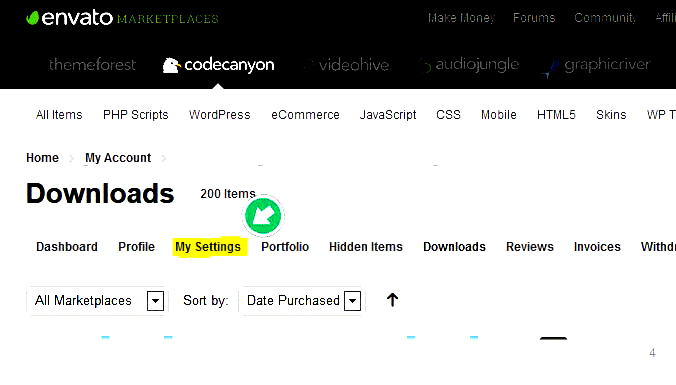 envato MARKETPLACES Make Money Forums Community Affili
themeforest codecanyon videohive audiojungle graphicriver
All Items PHP Scripts WordPress eCommerce JavaScript CSS Mobile HTML5 Skins WP T
Home My Account
Downloads 200 Items
Dashboard Profile My Settings Portfolio Hidden Items Downloads Reviews Invoices Withdr
All Marketplaces Sort by: Date Purchased
4